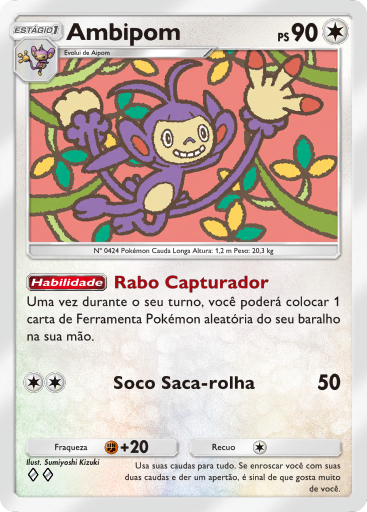 ESTÁGIO 1 Ambipom PS 90
Evolui de Aipom
Nº 0424 Pokémon Cauda Longa Altura: 1,2 m Peso: 20,3 kg
Habilidade Rabo Capturador
Uma vez durante o seu turno, você poderá colocar 1
carta de Ferramenta Pokémon aleatória do seu baralho
na sua mão.
Soco Saca-rolha 50
Fraqueza +20 Recuo
Ilust. Sumiyoshi Kizuki
Usa suas caudas para tudo. Se enroscar você com suas
duas caudas e der um apertão, é sinal de que gosta muito
de você.